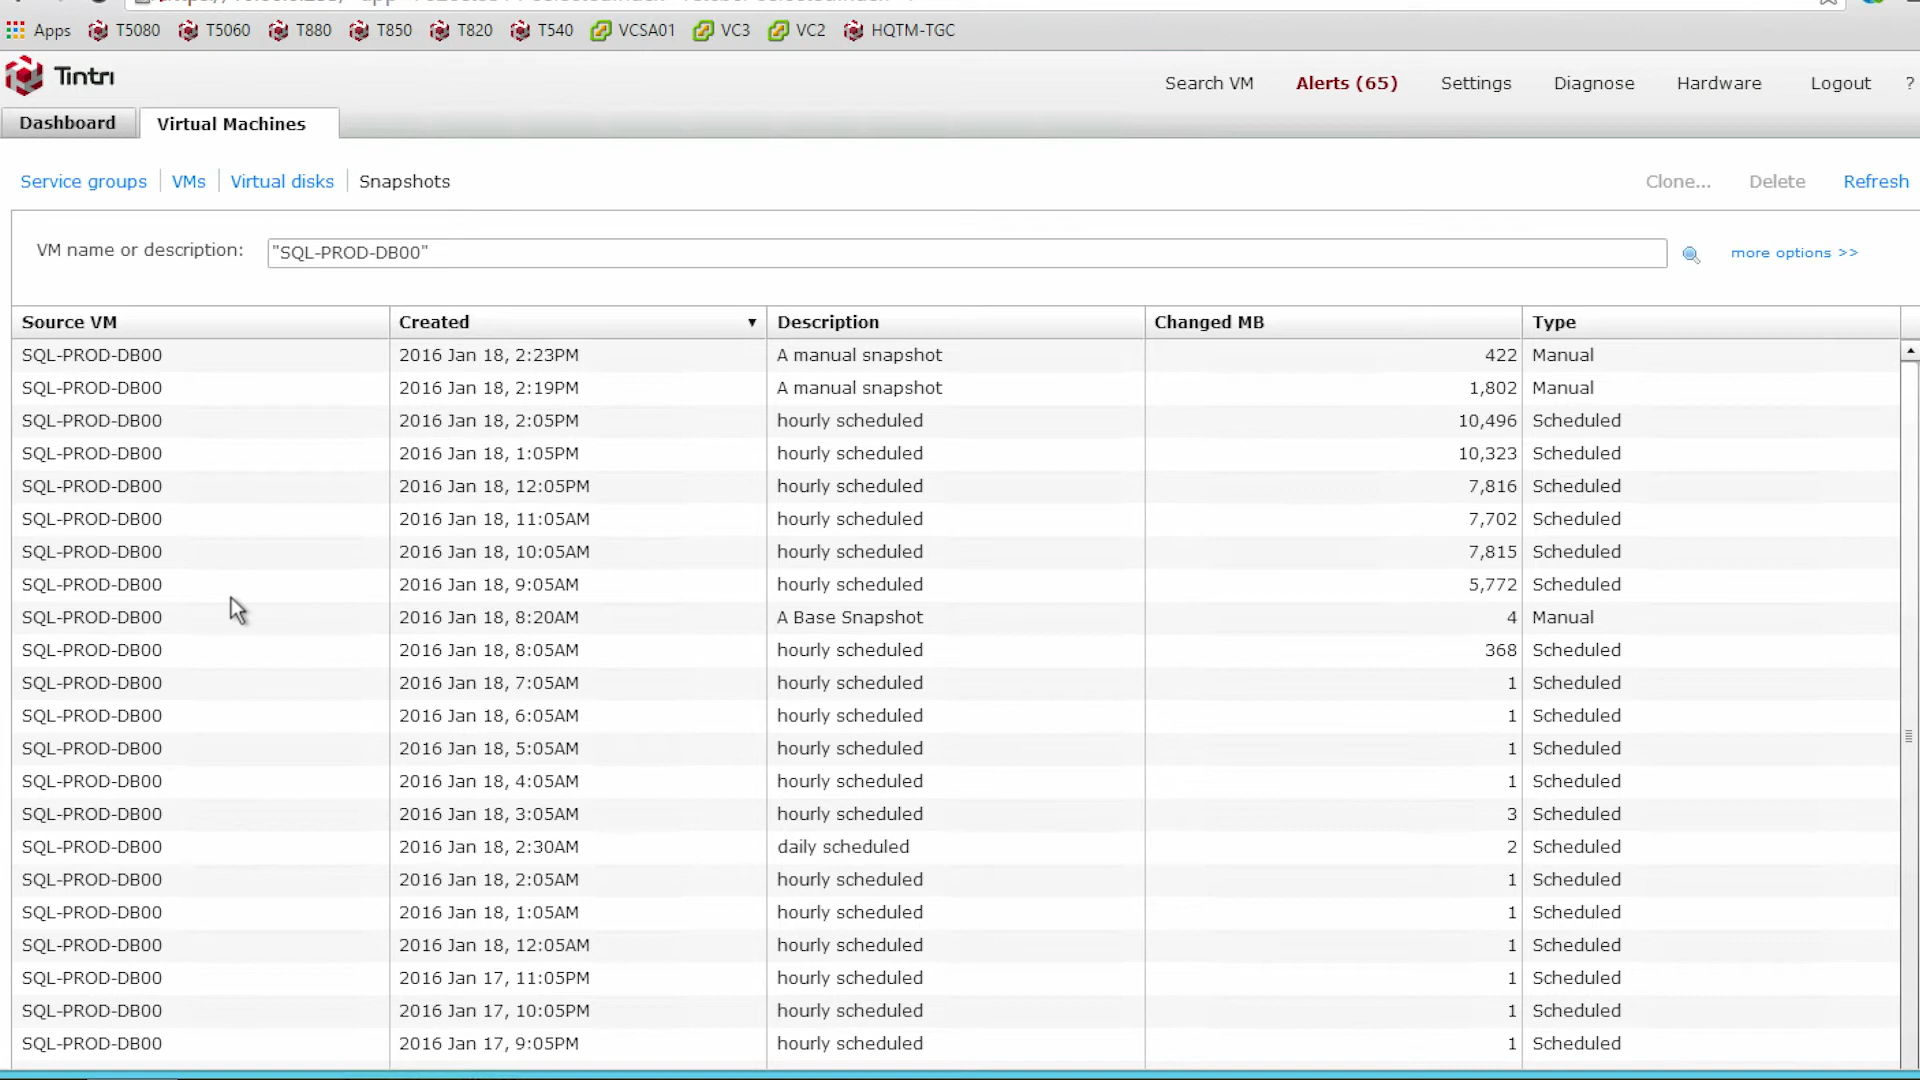 Apps T5080 T5060 T880 T850 T820 T540 VCSA01 VC3 VC2 HQTM-TGC
Tintri
Search VM Alerts (65) Settings Diagnose Hardware Logout ?
Dashboard Virtual Machines
Service groups VMs Virtual disks Snapshots Clone... Delete Refresh
VM name or description: "SQL-PROD-DB00" more options >>
Source VM Created Description Changed MB Type
SQL-PROD-DB00 2016 Jan 18, 2:23PM A manual snapshot 422 Manual
SQL-PROD-DB00 2016 Jan 18, 2:19PM A manual snapshot 1,802 Manual
SQL-PROD-DB00 2016 Jan 18, 2:05PM hourly scheduled 10,496 Scheduled
SQL-PROD-DB00 2016 Jan 18, 1:05PM hourly scheduled 10,323 Scheduled
SQL-PROD-DB00 2016 Jan 18, 12:05PM hourly scheduled 7,816 Scheduled
SQL-PROD-DB00 2016 Jan 18, 11:05AM hourly scheduled 7,702 Scheduled
SQL-PROD-DB00 2016 Jan 18, 10:05AM hourly scheduled 7,815 Scheduled
SQL-PROD-DB00 2016 Jan 18, 9:05AM hourly scheduled 5,772 Scheduled
SQL-PROD-DB00 2016 Jan 18, 8:20AM A Base Snapshot 4 Manual
SQL-PROD-DB00 2016 Jan 18, 8:05AM hourly scheduled 368 Scheduled
SQL-PROD-DB00 2016 Jan 18, 7:05AM hourly scheduled 1 Scheduled
SQL-PROD-DB00 2016 Jan 18, 6:05AM hourly scheduled 1 Scheduled
SQL-PROD-DB00 2016 Jan 18, 5:05AM hourly scheduled 1 Scheduled
SQL-PROD-DB00 2016 Jan 18, 4:05AM hourly scheduled 1 Scheduled
SQL-PROD-DB00 2016 Jan 18, 3:05AM hourly scheduled 3 Scheduled
SQL-PROD-DB00 2016 Jan 18, 2:30AM daily scheduled 2 Scheduled
SQL-PROD-DB00 2016 Jan 18, 2:05AM hourly scheduled 1 Scheduled
SQL-PROD-DB00 2016 Jan 18, 1:05AM hourly scheduled 1 Scheduled
SQL-PROD-DB00 2016 Jan 18, 12:05AM hourly scheduled 1 Scheduled
SQL-PROD-DB00 2016 Jan 17, 11:05PM hourly scheduled 1 Scheduled
SQL-PROD-DB00 2016 Jan 17, 10:05PM hourly scheduled 1 Scheduled
SQL-PROD-DB00 2016 Jan 17, 9:05PM hourly scheduled 1 Scheduled